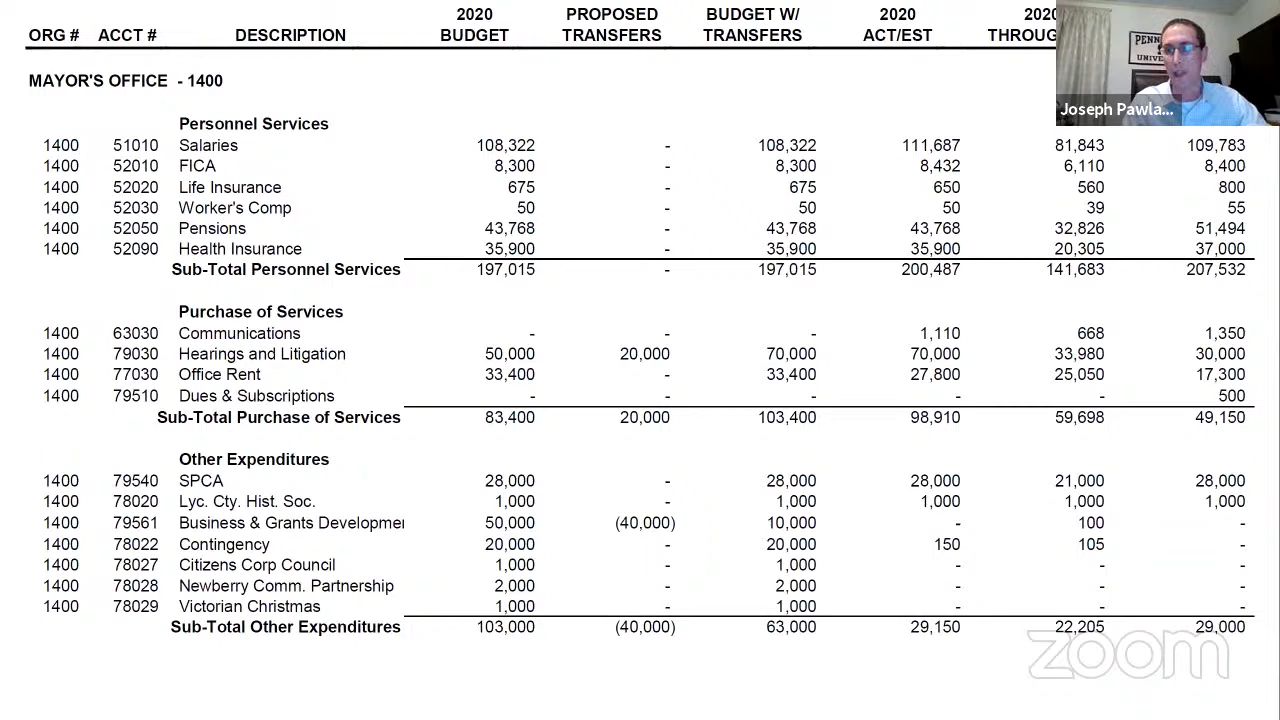 2020 PROPOSED BUDGET W/ 2020 2020
ORG # ACCT # DESCRIPTION BUDGET TRANSFERS TRANSFERS ACT/EST
MAYOR'S OFFICE - 1400
Personnel Services
1400 51010 Salaries 108,322 - 108,322 111,687 81,843 109,783
1400 52010 FICA 8,300 - 8,300 8,432 6,110 8,400
1400 52020 Life Insurance 675 - 675 650 560 800
1400 52030 Worker's Comp 50 - 50 50 39 55
1400 52050 Pensions 43,768 - 43,768 43,768 32,826 51,494
1400 52090 Health Insurance 35,900 - 35,900 35,900 20,305 37,000
Sub-Total Personnel Services 197,015 - 197,015 200,487 141,683 207,532
Purchase of Services
1400 63030 Communications - - - 1,110 668 1,350
1400 79030 Hearings and Litigation 50,000 20,000 70,000 70,000 33,980 30,000
1400 77030 Office Rent 33,400 - 33,400 27,800 25,050 17,300
1400 79510 Dues & Subscriptions - - - - - 500
Sub-Total Purchase of Services 83,400 20,000 103,400 98,910 59,698 49,150
Other Expenditures
1400 79540 SPCA 28,000 - 28,000 28,000 21,000 28,000
1400 78020 Lyc. Cty. Hist. Soc. 1,000 - 1,000 1,000 1,000 1,000
1400 79561 Business & Grants Developmer 50,000 (40,000) 10,000 - 100 -
1400 78022 Contingency 20,000 - 20,000 150 105 -
1400 78027 Citizens Corp Council 1,000 - 1,000 - - -
1400 78028 Newberry Comm. Partnership 2,000 - 2,000 - - -
1400 78029 Victorian Christmas 1,000 - 1,000 - - -
Sub-Total Other Expenditures 103,000 (40,000) 63,000 29,150 22,205 29,000
Joseph Pawla...
zoom